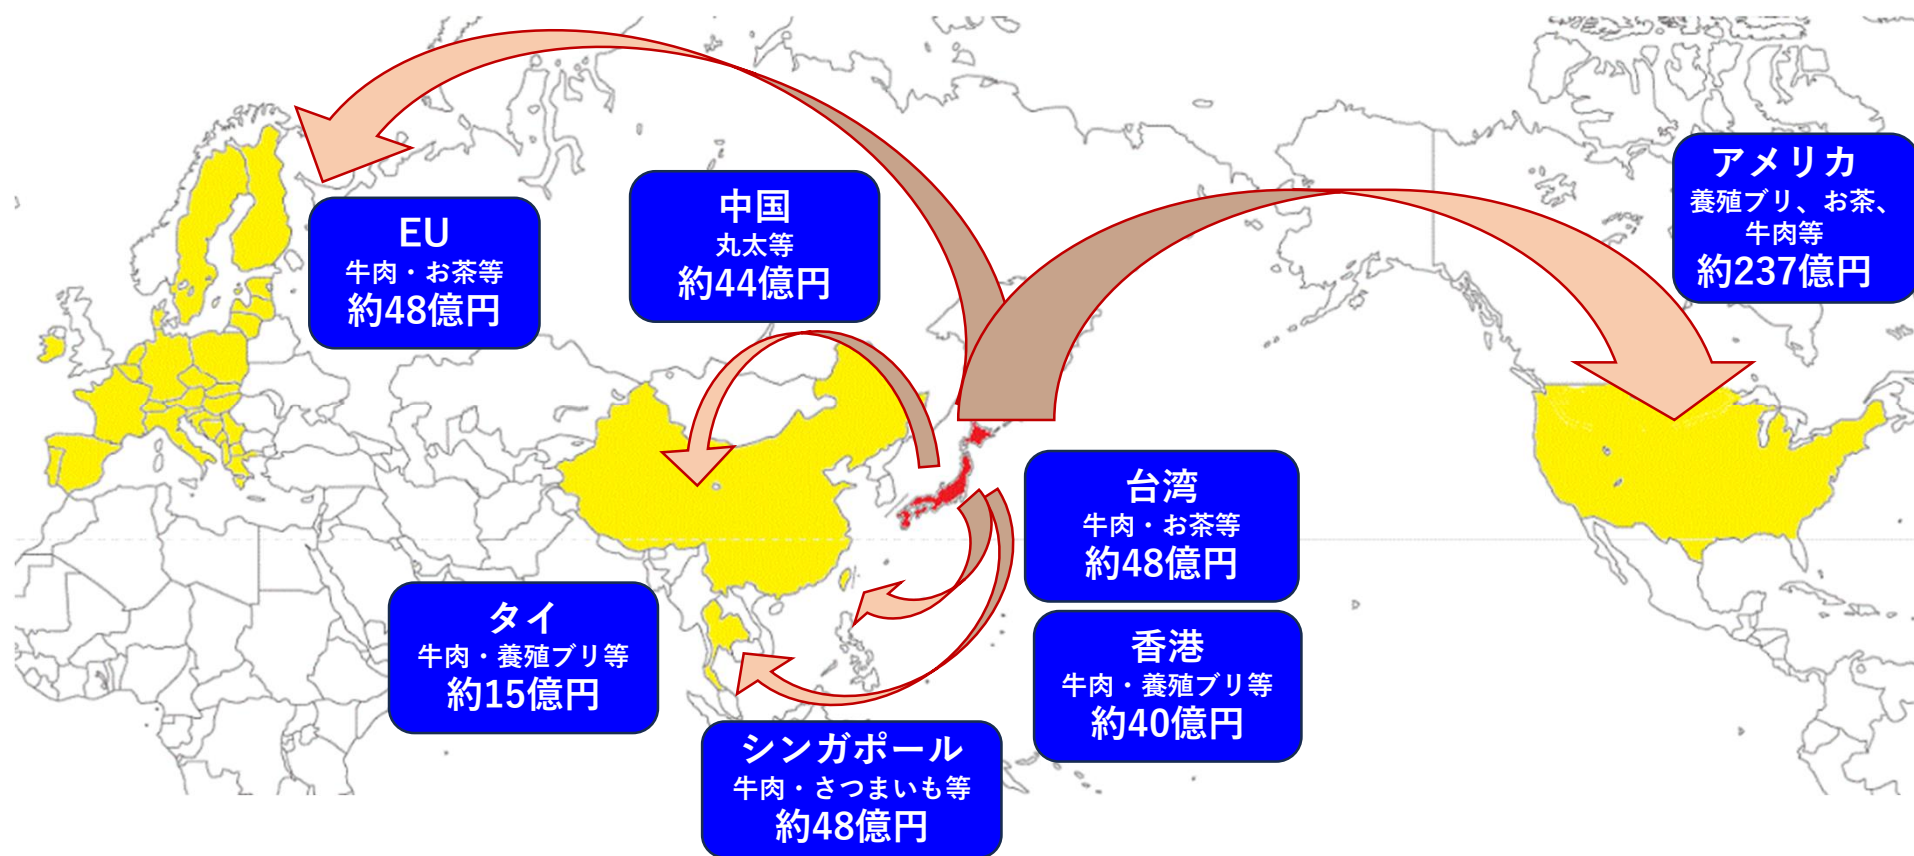 EU
牛肉・お茶等
約48億円
中国
丸太等
約44億円
アメリカ
養殖ブリ、お茶、
牛肉等
約237億円
台湾
牛肉・お茶等
約48億円
タイ
牛肉・養殖ブリ等
約15億円
香港
牛肉・養殖ブリ等
約40億円
シンガポール
牛肉・さつまいも等
約48億円